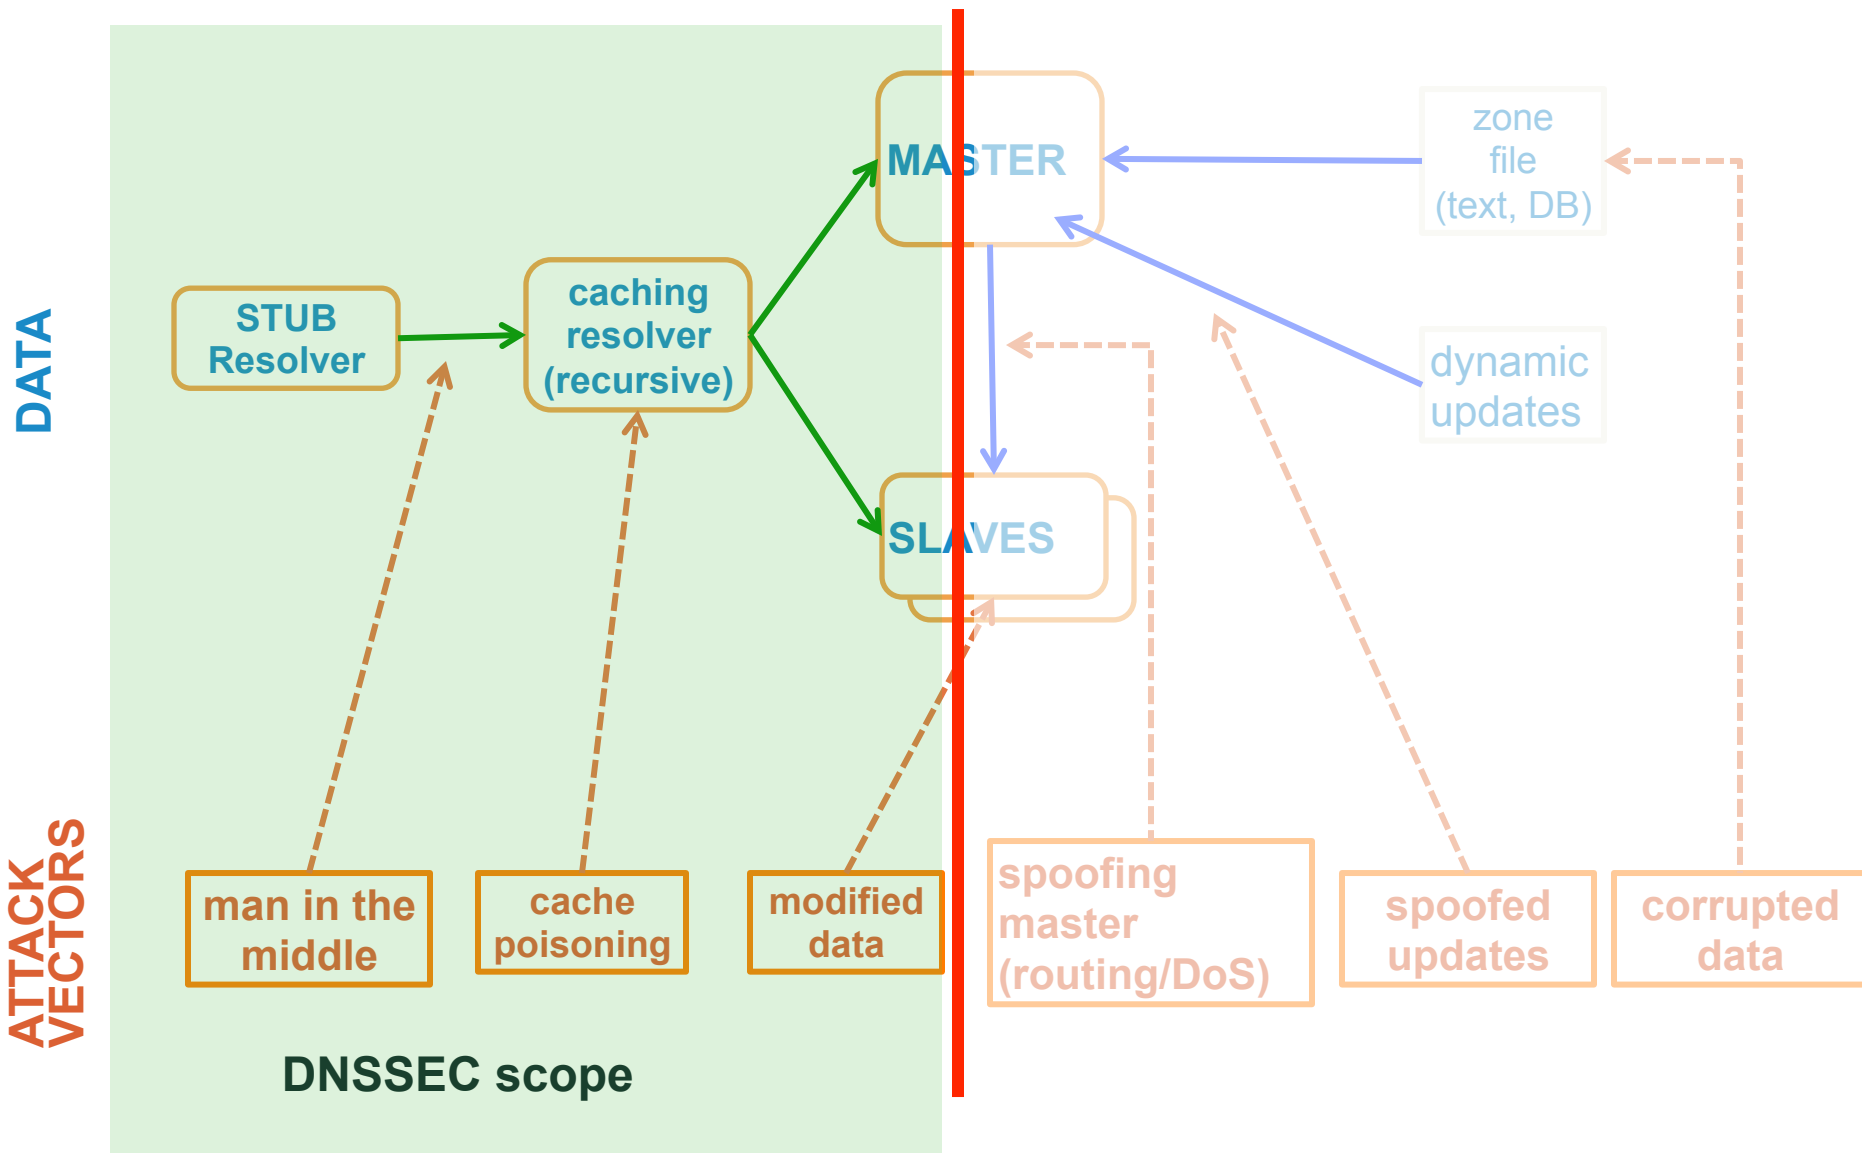 DATA
STUB
Resolver
caching
resolver
(recursive)
MASTER
SLAVES
zone
file
(text, DB)
dynamic
updates
ATTACK
VECTORS
man in the
middle
cache
poisoning
modified
data
spoofing
master
(routing/DoS)
spoofed
updates
corrupted
data
DNSSEC scope